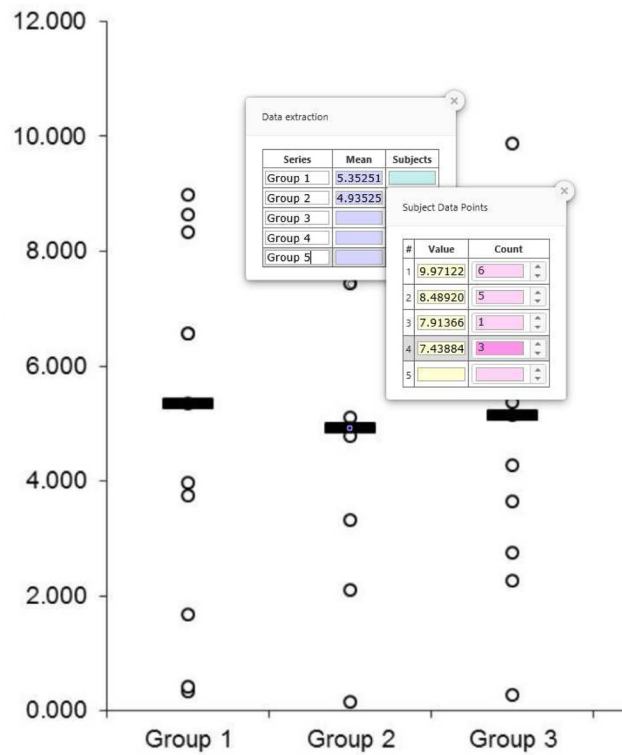 12.000
10.000
8.000
6.000
4.000
2.000
0.000
Data extraction
Series Mean Subjects
Group 1 5.35251
Group 2 4.93525
Group 3
Group 4
Group 5
Subject Data Points
# Value Count
1 9.97122 6
2 8.48920 5
3 7.91366 1
4 7.43884 3
5
Group 1 Group 2 Group 3